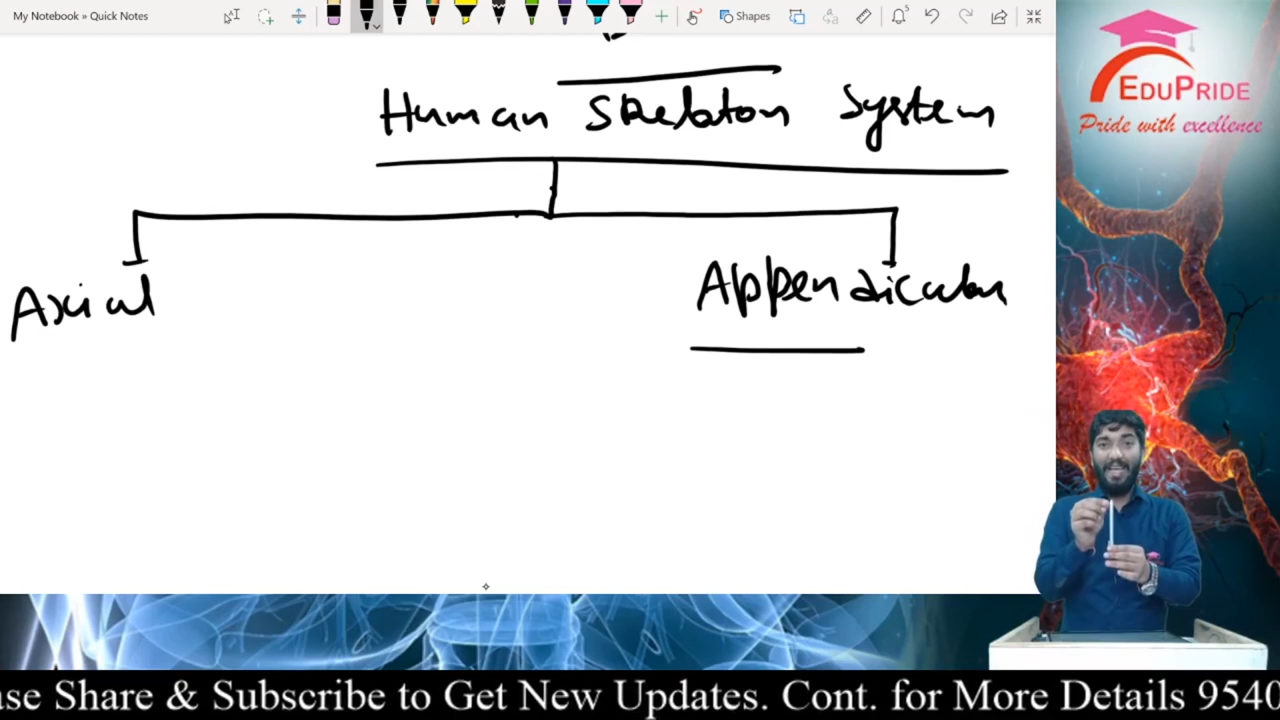 My Notebook » Quick Notes
Shapes
EDUPRIDE
Pride with excellence
Human Skeleton System
Axial
Appendicular
ase Share & Subscribe to Get New Updates. Cont. for More Details 9540